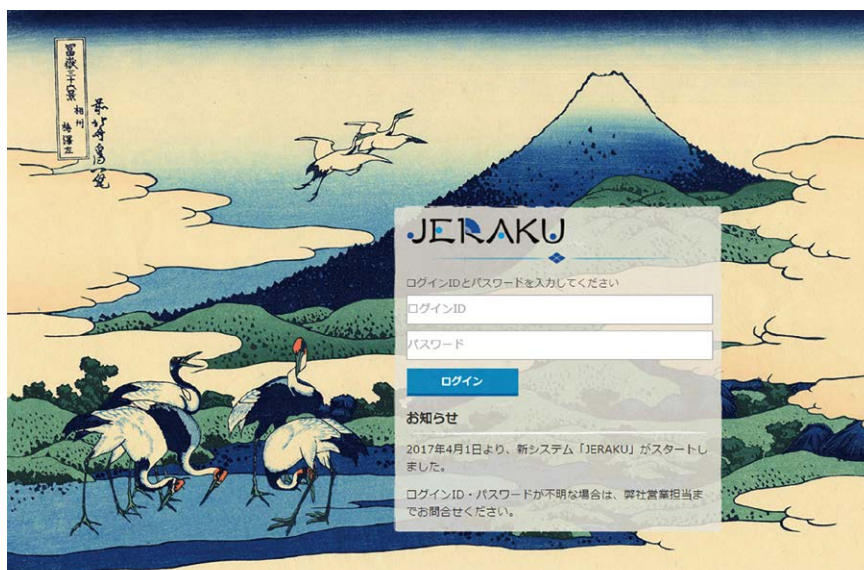 冨嶽三十六景 相州梅澤左
JERAKU
ログインIDとパスワードを入力してください
ログインID
パスワード
ログイン
お知らせ
2017年4月1日より、新システム「JERAKU」がスタートし
ました。
ログインID・パスワードが不明な場合は、弊社営業担当ま
でお問合せください。